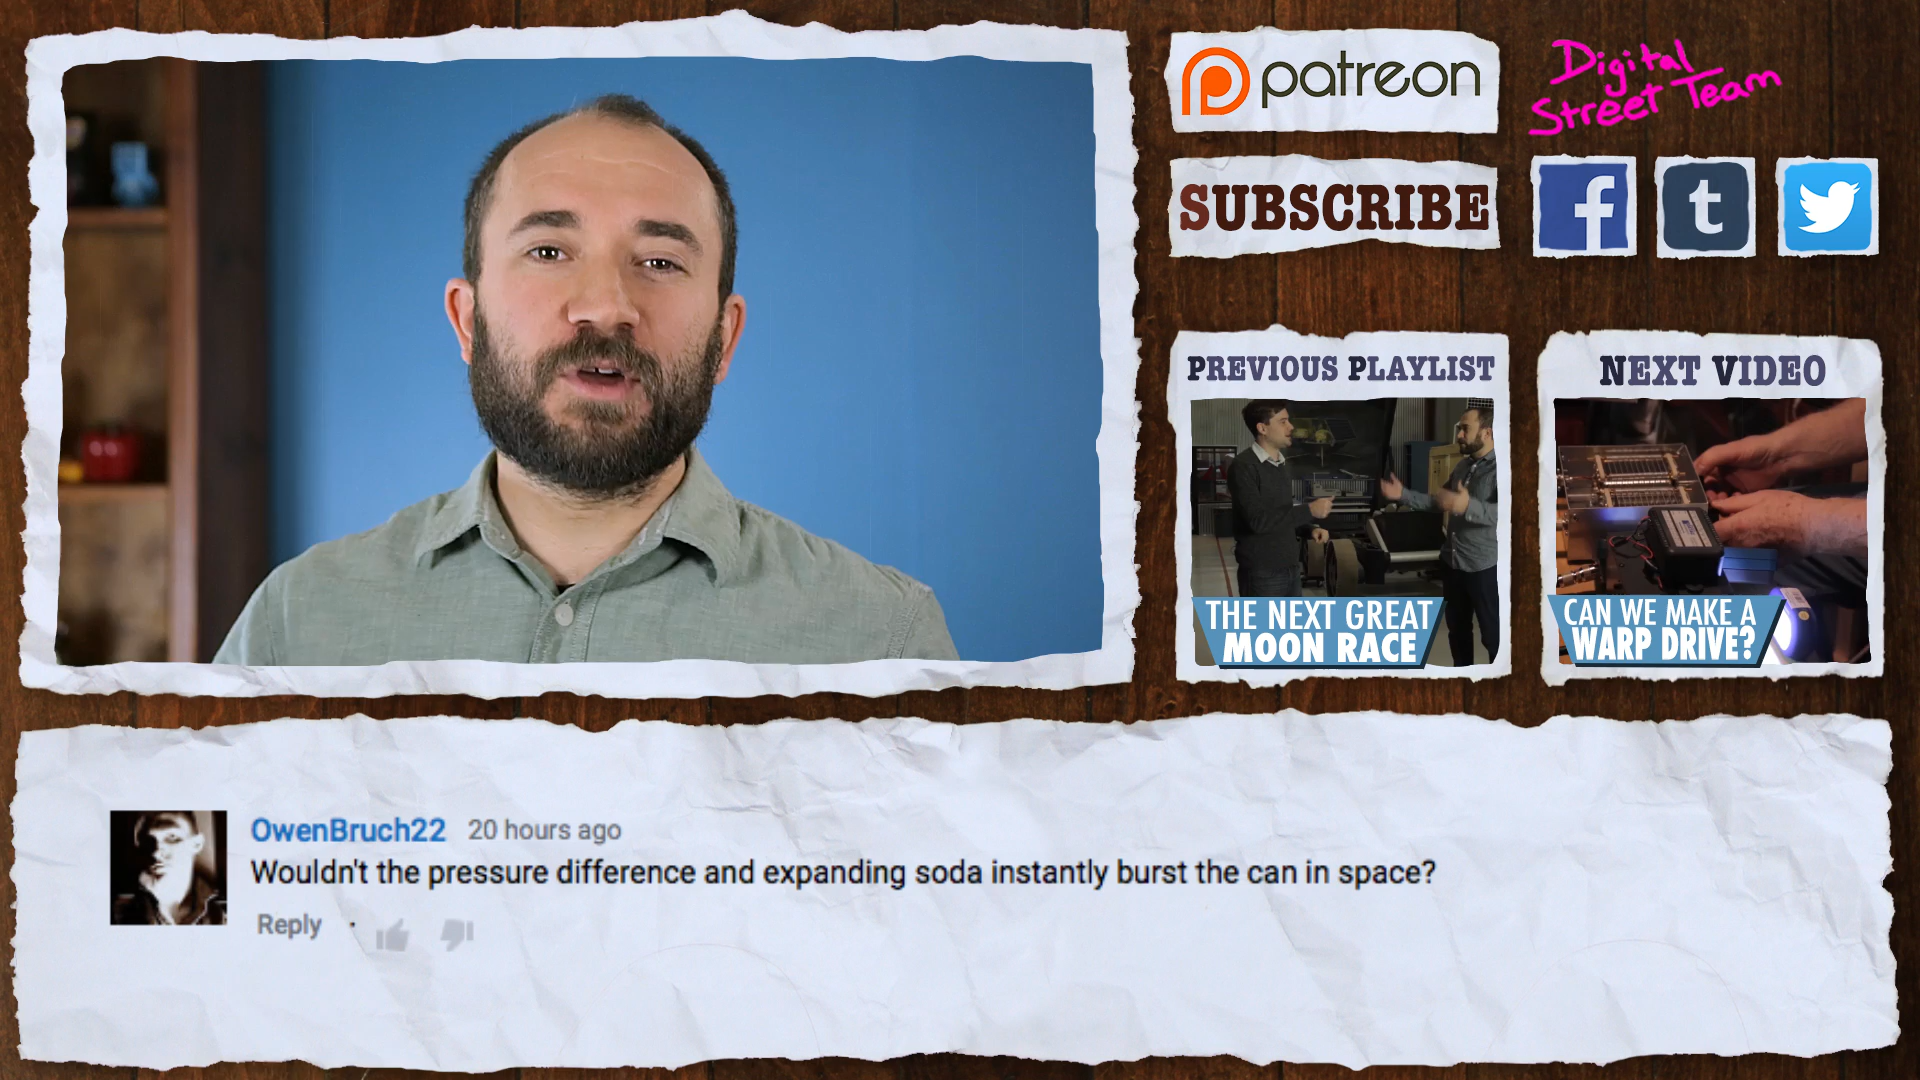 patreon
Digital
Street Team
SUBSCRIBE
f
t
PREVIOUS PLAYLIST
NEXT VIDEO
THE NEXT GREAT
MOON RACE
CAN WE MAKE A
WARP DRIVE?
OwenBruch22 20 hours ago
Wouldn't the pressure difference and expanding soda instantly burst the can in space?
Reply ·